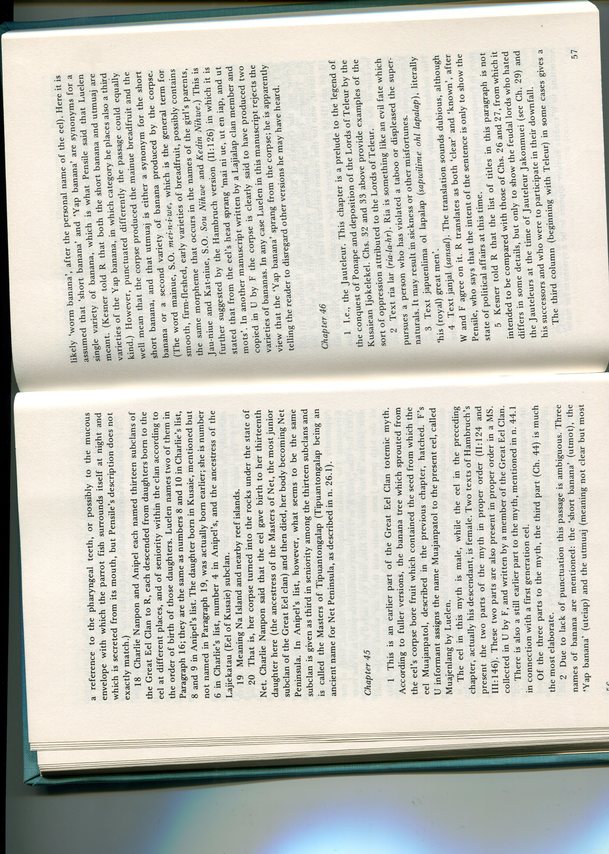 a reference to the pharyngeal teeth, or possibly to the mucous
envelope with which the parrot fish surrounds itself at night and
which is secreted from its mouth, but Pensile's description does not
exactly match.)
18 Charlie Nanpon and Anipel each named thirteen subclans of
the Great Eel Clan to R, each descended from daughters born to the
eel at different places, and of seniority within the clan according to
the order of birth of those daughters. Luelen names two of them in
Paragraph 16; they are the same as numbers 8 and 10 in Charlie's list,
8 and 9 in Anipel's list. The daughter born in Kusaie, mentioned but
not named in Paragraph 19, was actually born earlier; she is number
6 in Charlie's list, number 4 in Anipel's, and the ancestress of the
Lajiekatau (Eel of Kusaie) subclan.
19 Meaning Na Island and nearby reef islands.
20 That is, her corpse turned into the rocks under the state of
Net. Charlie Nanpon said that the eel gave birth to her thirteenth
daughter here (the ancestress of the Masters of Net, the most junior
subclan of the Great Eel clan) and then died, her body becoming Net
Peninsula. In Anipel's list, however, what seems to be the same
subclan is given as third in seniority among the thirteen subclans and
is called the Masters of Tipuantongalap (Tipuantongalap being an
ancient name for Net Peninsula, as described in n. 26.1).
Chapter 45
1 This is an earlier part of the Great Eel Clan totemic myth.
According to fuller versions, the banana tree which sprouted from
the eel's corpse bore fruit which contained the seed from which the
eel Muajapontal, described in the previous chapter, hatched. F's
U informant assigns the name Muajapontal to the present eel, called
Muajenlang by Luelen.
The eel in this myth is male, while the eel in the preceding
chapter, actually his descendant, is female. Two texts of Hambruch's
present the two parts of the myth in proper order (II:124 and
III:146). These two parts are also present in proper order in a MS.
collected in U by F, and written by a member of the Great Eel Clan.
There is also a still earlier part to the myth, mentioned in n. 44.1
in connection with a first generation eel.
Of the three parts to the myth, the third part (Ch. 44) is much
the most elaborate.
2 Due to lack of punctuation this passage is ambiguous. Three
names of banana are mentioned: the 'short banana' (utmot), the
'Yap banana' (uteiap) and the utmuaj (meaning not clear but most
likely 'worm banana', after the personal name of the eel). Here it is
assumed that 'short banana' and 'Yap banana' are synonyms for a
single variety of banana, which is what Pensile said that Luelen
meant. (Kesner told R that both the short banana and utmuaj are
varieties of the Yap banana, in which category he places also a third
kind.) However, punctuated differently the passage could equally
well mean that the corpse produced the mainue breadfruit and the
short banana, and that utmuaj is either a synonym for the short
banana or a second variety of banana produced by the corpse.
(The word mainue, S.O. mei-n-i-we, which is the general term for
smooth, firm-fleshed, early varieties of breadfruit, possibly contains
the same morpheme that occurs in the names of the girl's parents,
Jau-niue and Kat-niue, S.O. Sou Nihwe and Kedin Nihwe.) This is
further suggested by the Hambruch version (II:126) in which it is
stated that from the eel's head sprang 'mai ni ue, ut en iap, and ut
mots'. In another manuscript written by a Lajialap clan member and
copied in U by F the corpse is clearly said to have produced two
varieties of bananas. In any case Luelen in this manuscript rejects the
view that the 'Yap banana' sprang from the corpse; he is apparently
telling the reader to disregard other versions he may have heard.
Chapter 46
1 I.e., the Jauteleur. This chapter is a prelude to the legend of
the conquest of Ponape and deposition of the Lords of Teleur by the
Kusaiean Ijokelekel. Chs. 32 and 33 above provide examples of the
sort of oppression attributed to the Lords of Teleur.
2 Text ria lar (ria-la-hr). Ria is something like an evil fate which
pursues a person who has violated a taboo or displeased the super-
naturals. It may result in sickness or other misfortunes.
3 Text japuenlima ol lapalap (sapwilime ohl lapalap), literally
'his (royal) great men'.
4 Text janjal (sansal). The translation sounds dubious, although
W and F agree on it. R translates as both 'clear' and 'known', after
Pensile, who says that the intent of the sentence is only to show the
state of political affairs at this time.
5 Kesner told R that the list of titles in this paragraph is not
intended to be compared with those of Chs. 26 and 27, from which it
differs in some details, but only to show the feudal lords who hated
the Jauteleurs at the time of Jauteleur Jakonmuei (see Ch. 29) and
his successors and who were to participate in their downfall.
The third column (beginning with Teleur) in some cases gives a
57